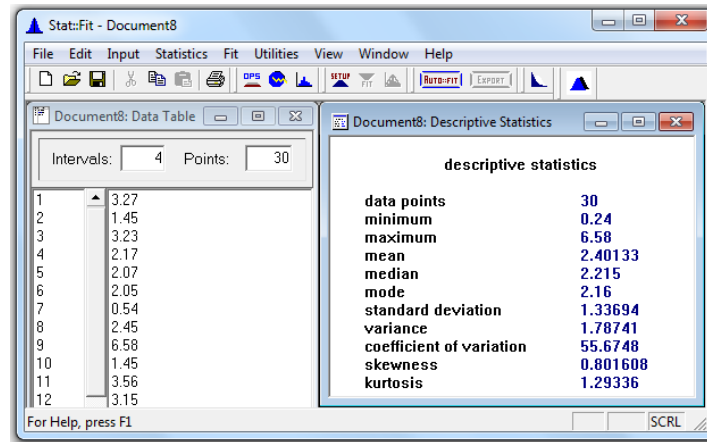 Stat::Fit - Document8
File Edit Input Statistics Fit Utilities View Window Help
OPS SETUP FIT AUTO::FIT EXPORT
Document8: Data Table
Intervals: 4 Points: 30
1 3.27
2 1.45
3 3.23
4 2.17
5 2.07
6 2.05
7 0.54
8 2.45
9 6.58
10 1.45
11 3.56
12 3.15
Document8: Descriptive Statistics
descriptive statistics
data points 30
minimum 0.24
maximum 6.58
mean 2.40133
median 2.215
mode 2.16
standard deviation 1.33694
variance 1.78741
coefficient of variation 55.6748
skewness 0.801608
kurtosis 1.29336
For Help, press F1
SCRL